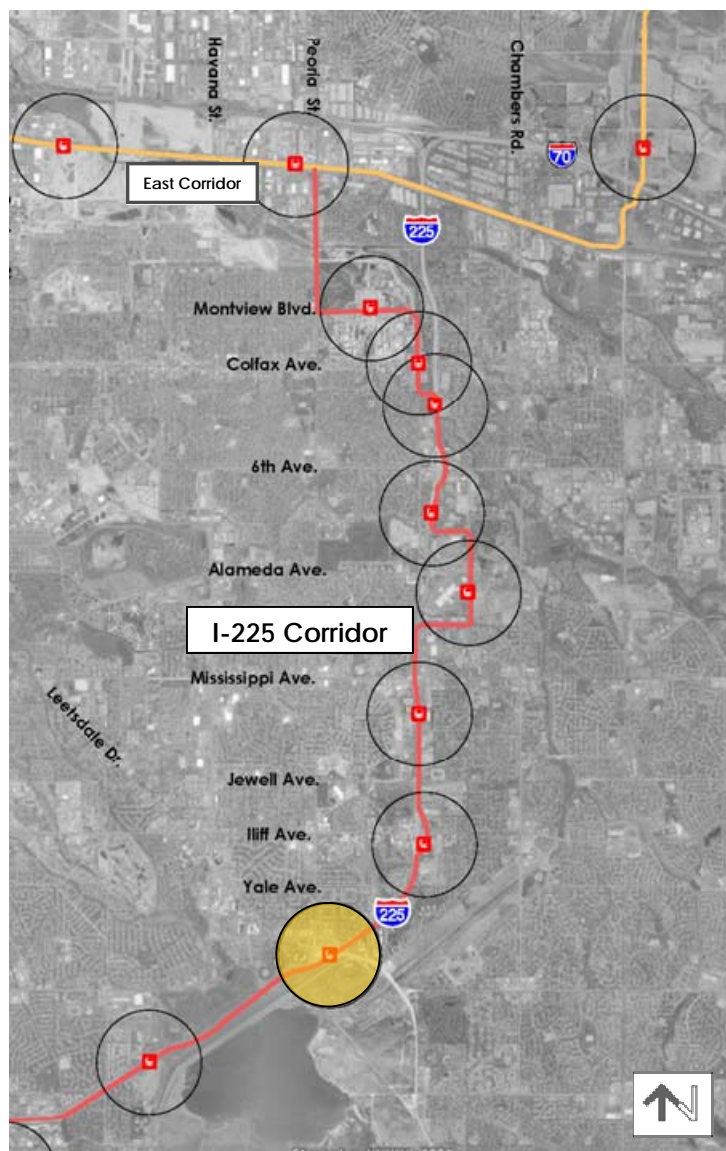 Havana St.
Peoria St.
Chambers Rd.
70
East Corridor
225
Montview Blvd.
Colfax Ave.
6th Ave.
Alameda Ave.
I-225 Corridor
Mississippi Ave.
Leetsdale Dr.
Jewell Ave.
Iliff Ave.
Yale Ave.
225
N